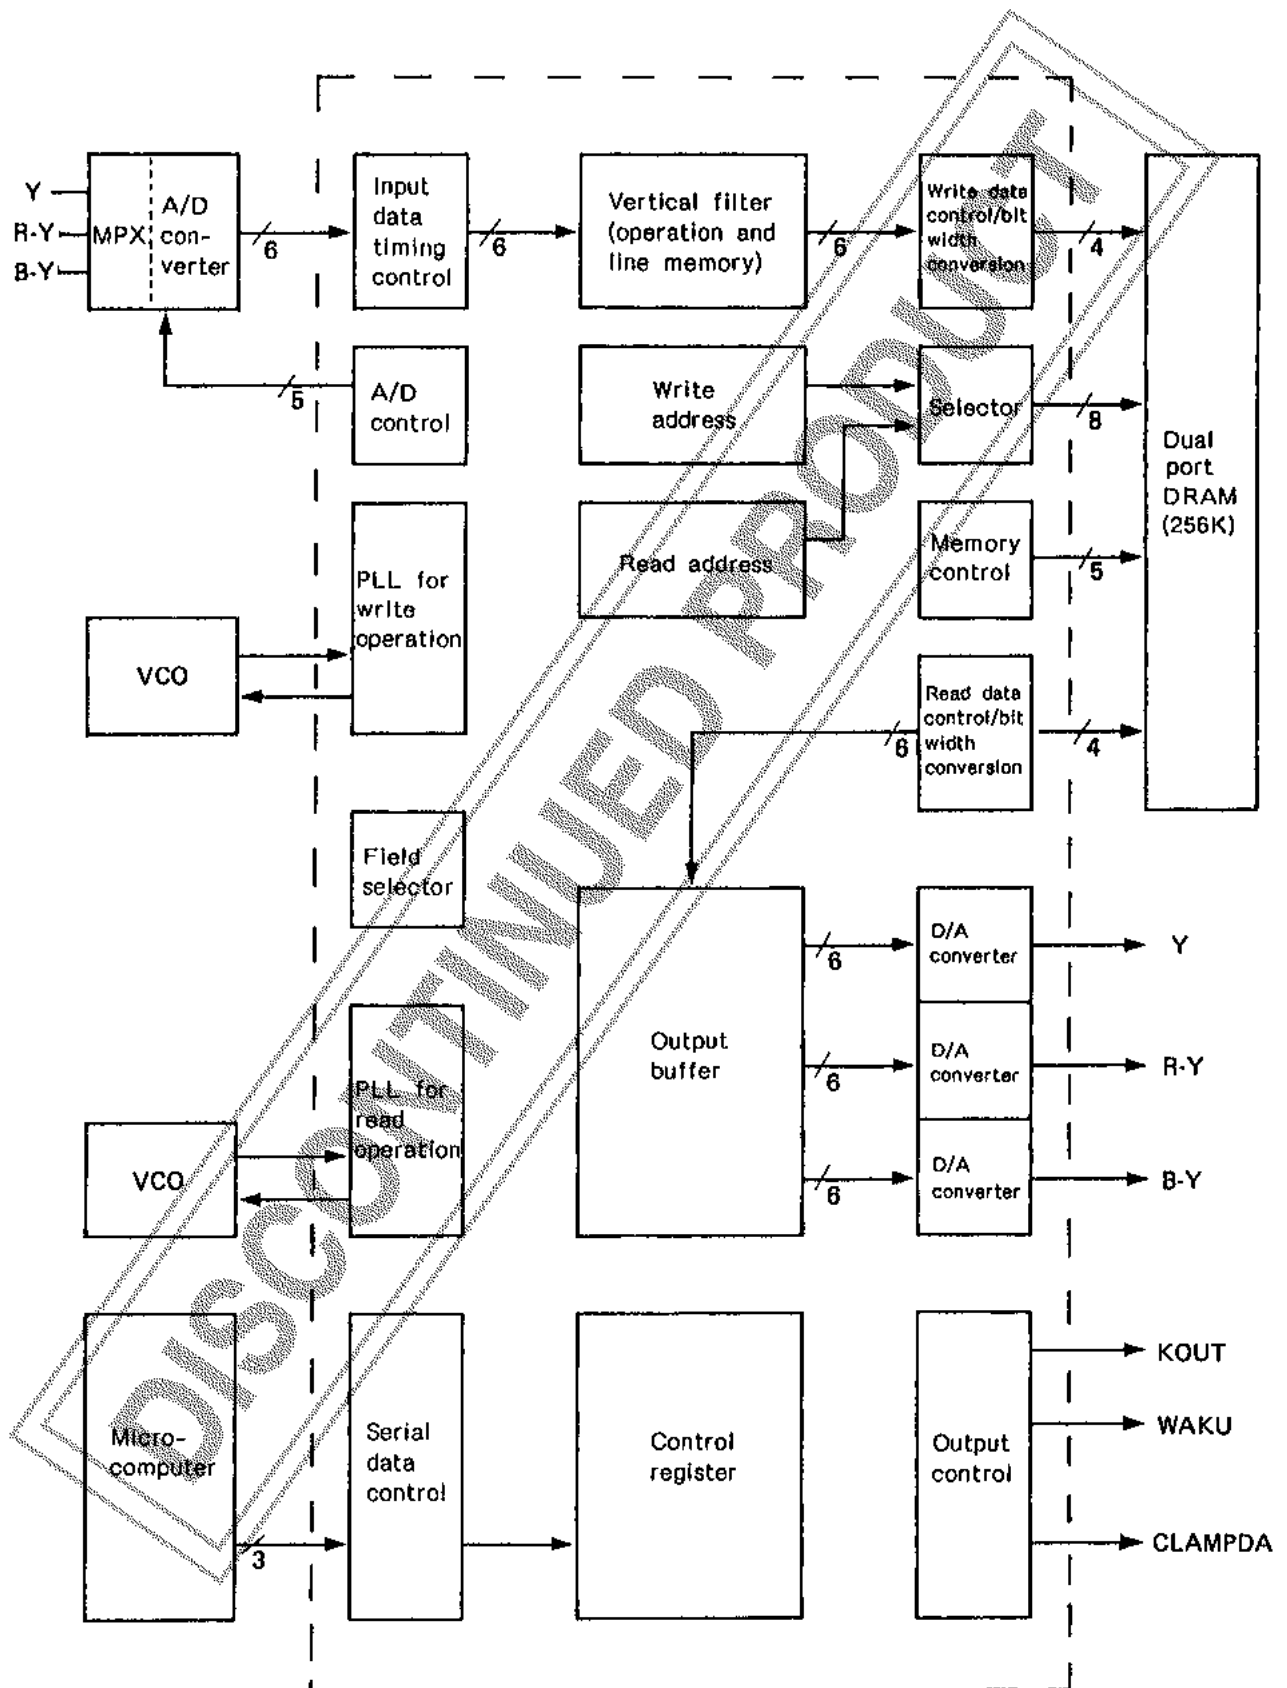 Y
R-Y
B-Y
MPX
A/D
con-
verter
6
Input
data
timing
control
6
Vertical filter
(operation and
line memory)
6
Write data
control/bit
width
conversion
4
5
A/D
control
Write
address
Selector
8
Dual
port
DRAM
(256K)
Read address
Memory
control
5
VCO
PLL for
write
operation
Read data
control/bit
width
conversion
6
4
Field
selector
Output
buffer
6
D/A
converter
Y
6
D/A
converter
R-Y
6
D/A
converter
B-Y
VCO
PLL for
read
operation
Micro-
computer
3
Serial
data
control
Control
register
Output
control
KOUT
WAKU
CLAMPDA
DISCONTINUED PRODUCT